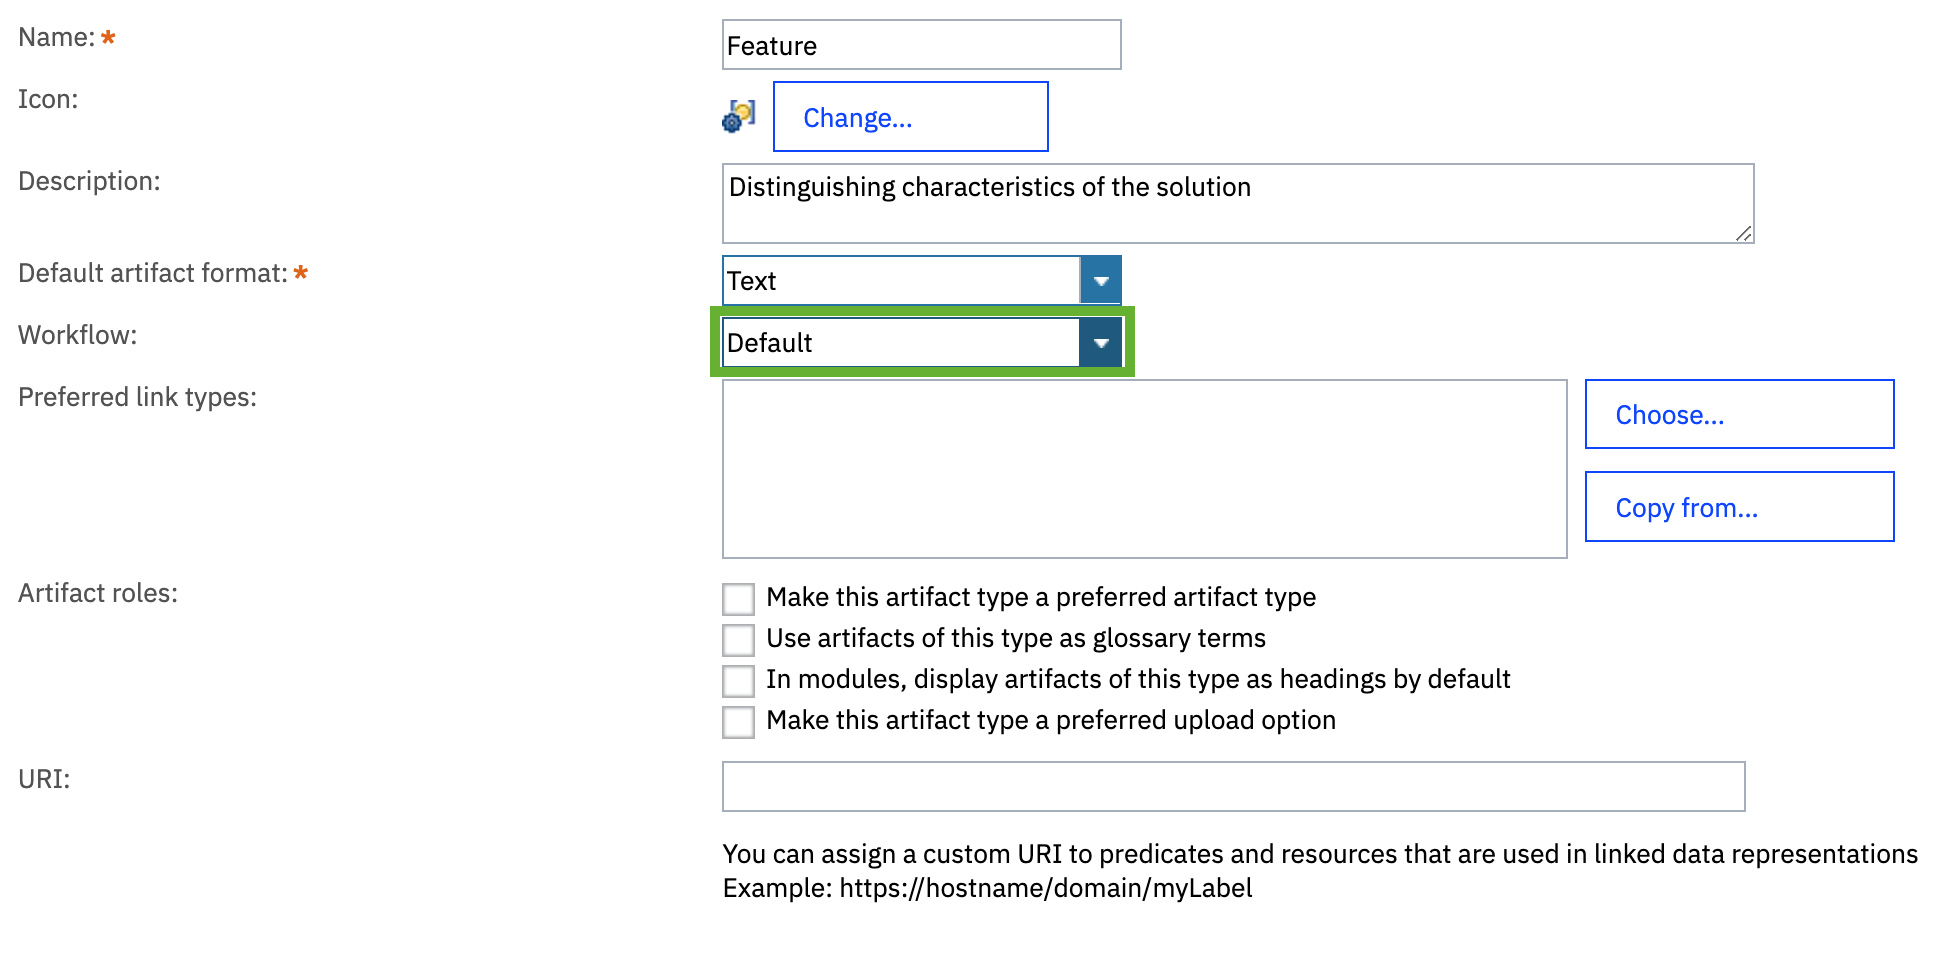 Name: *
Feature
Icon:
Change...
Description:
Distinguishing characteristics of the solution
Default artifact format: *
Text
Workflow:
Default
Preferred link types:
Choose...
Copy from...
Artifact roles:
Make this artifact type a preferred artifact type
Use artifacts of this type as glossary terms
In modules, display artifacts of this type as headings by default
Make this artifact type a preferred upload option
URI:
You can assign a custom URI to predicates and resources that are used in linked data representations
Example: https://hostname/domain/myLabel